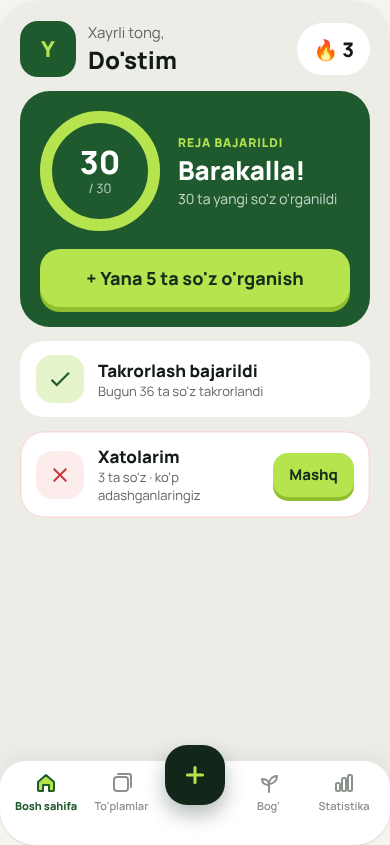 Y
Xayrli tong,
Do'stim
🔥 3
30
/ 30
REJA BAJARILDI
Barakalla!
30 ta yangi so'z o'rganildi
+ Yana 5 ta so'z o'rganish
Takrorlash bajarildi
Bugun 36 ta so'z takrorlandi
Xatolarim
3 ta so'z · ko'p
adashganlaringiz
Mashq
Bosh sahifa
To'plamlar
Bog'
Statistika